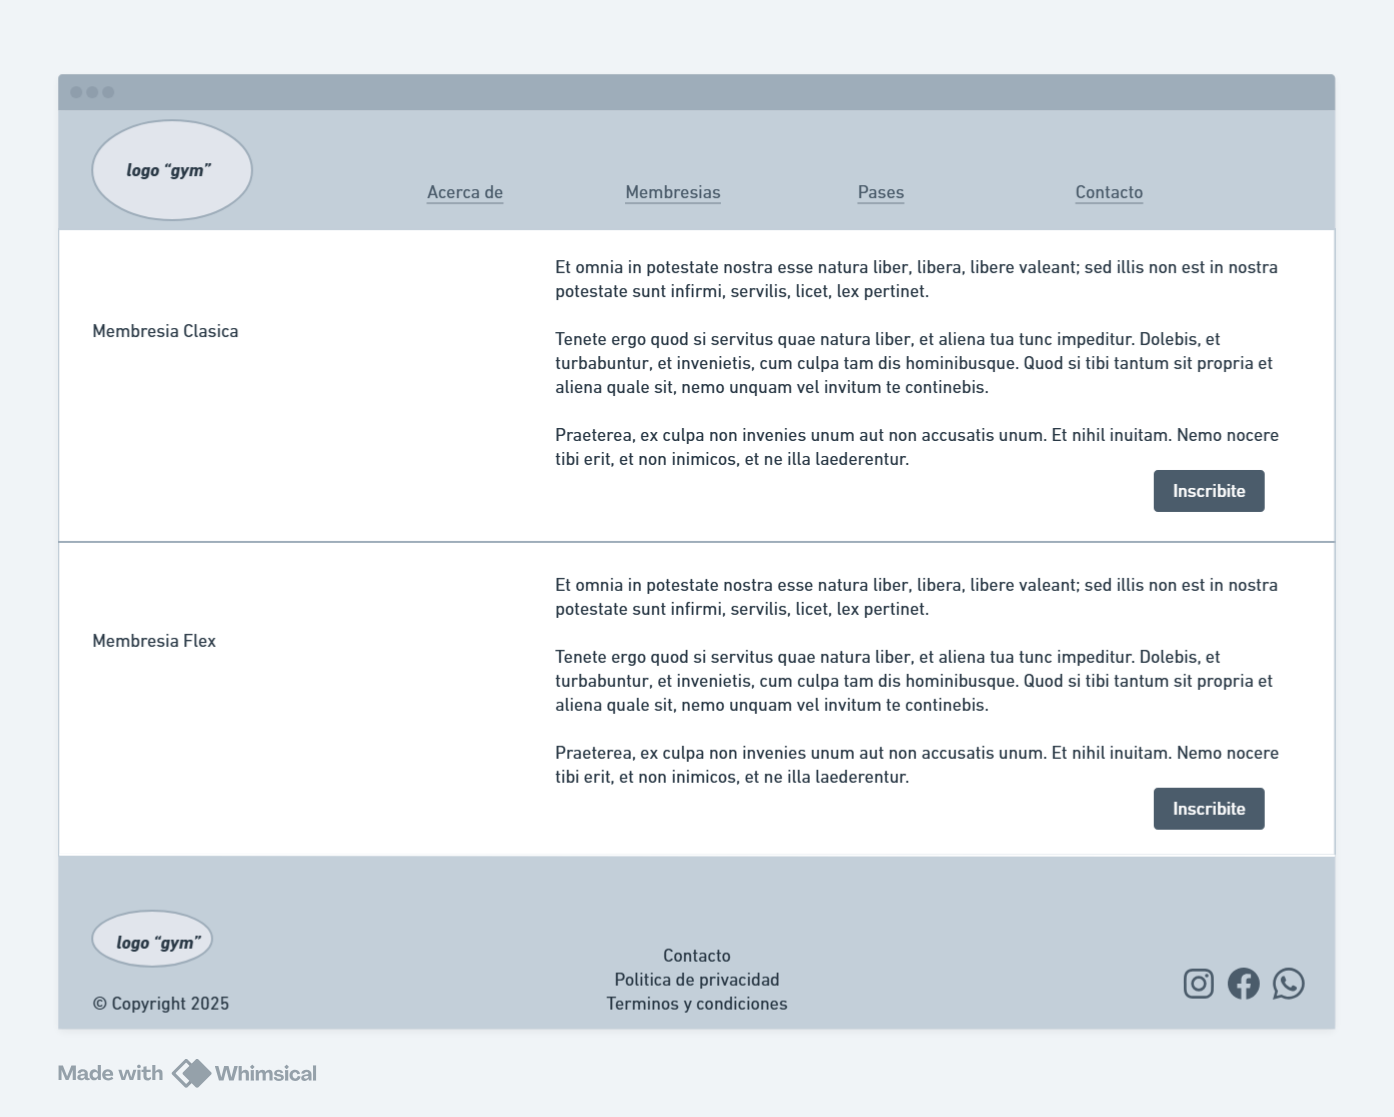 logo “gym”
Acerca de
Membresias
Pases
Contacto
Membresia Clasica
Et omnia in potestate nostra esse natura liber, libera, libere valeant; sed illis non est in nostra
potestate sunt infirmi, servilis, licet, lex pertinet.
Tenete ergo quod si servitus quae natura liber, et aliena tua tunc impeditur. Dolebis, et
turbabuntur, et invenietis, cum culpa tam dis hominibusque. Quod si tibi tantum sit propria et
aliena quale sit, nemo unquam vel invitum te continebis.
Praeterea, ex culpa non invenies unum aut non accusatis unum. Et nihil inuitam. Nemo nocere
tibi erit, et non inimicos, et ne illa laederentur.
Inscribite
Membresia Flex
Et omnia in potestate nostra esse natura liber, libera, libere valeant; sed illis non est in nostra
potestate sunt infirmi, servilis, licet, lex pertinet.
Tenete ergo quod si servitus quae natura liber, et aliena tua tunc impeditur. Dolebis, et
turbabuntur, et invenietis, cum culpa tam dis hominibusque. Quod si tibi tantum sit propria et
aliena quale sit, nemo unquam vel invitum te continebis.
Praeterea, ex culpa non invenies unum aut non accusatis unum. Et nihil inuitam. Nemo nocere
tibi erit, et non inimicos, et ne illa laederentur.
Inscribite
logo “gym”
© Copyright 2025
Contacto
Politica de privacidad
Terminos y condiciones
Made with Whimsical